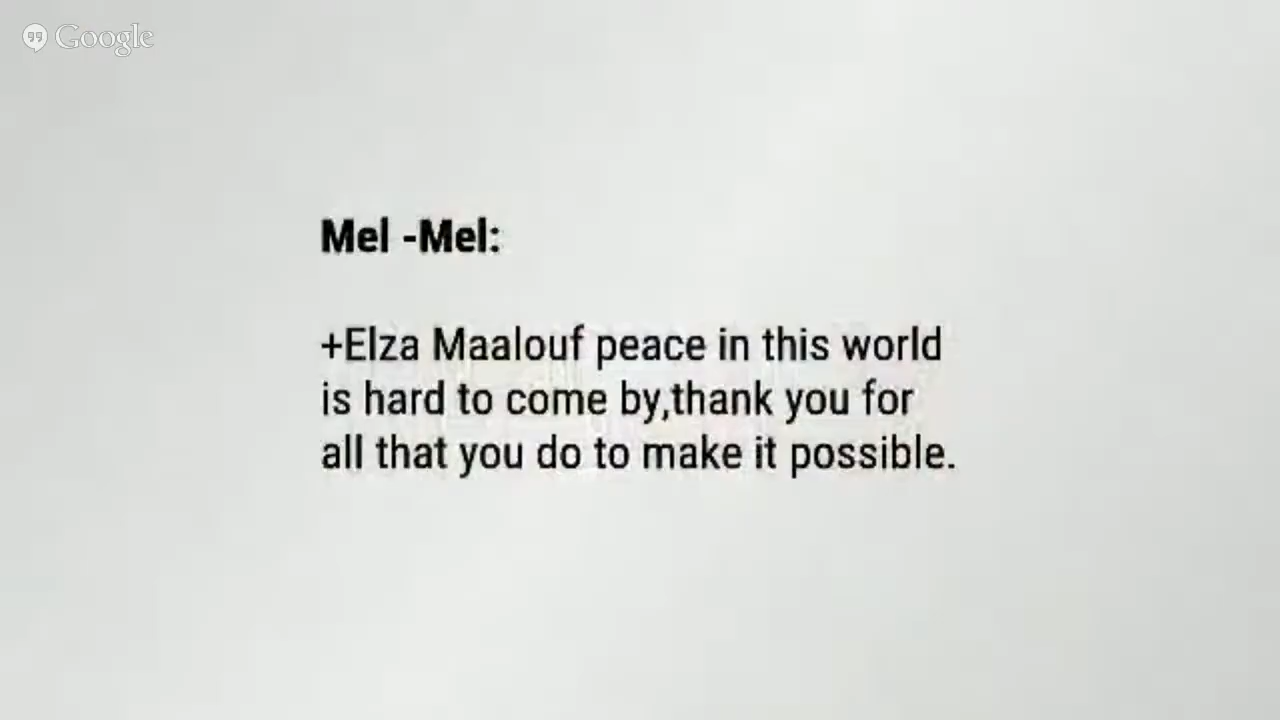 Google
Mel -Mel:
+Elza Maalouf peace in this world
is hard to come by,thank you for
all that you do to make it possible.